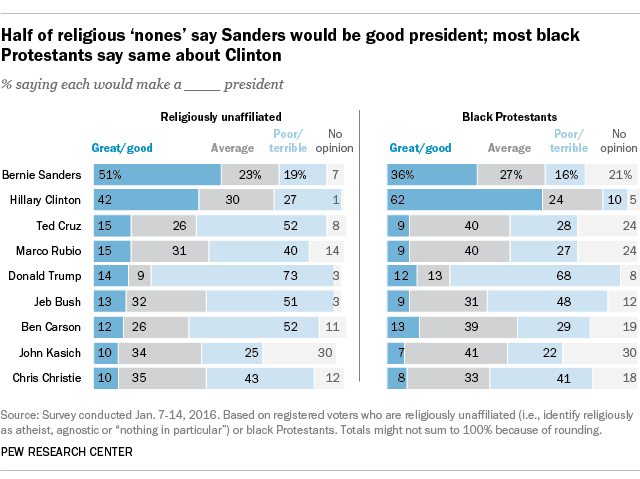 Half of religious ‘nones’ say Sanders would be good president; most black
Protestants say same about Clinton
% saying each would make a ____ president
Religiously unaffiliated Black Protestants
Great/good Average Poor/terrible No opinion Great/good Average Poor/terrible No opinion
Bernie Sanders 51% 23% 19% 7 36% 27% 16% 21%
Hillary Clinton 42 30 27 1 62 24 10 5
Ted Cruz 15 26 52 8 9 40 28 24
Marco Rubio 15 31 40 14 9 40 27 24
Donald Trump 14 9 73 3 12 13 68 8
Jeb Bush 13 32 51 3 9 31 48 12
Ben Carson 12 26 52 11 13 39 29 19
John Kasich 10 34 25 30 7 41 22 30
Chris Christie 10 35 43 12 8 33 41 18
Source: Survey conducted Jan. 7-14, 2016. Based on registered voters who are religiously unaffiliated (i.e., identify religiously
as atheist, agnostic or “nothing in particular”) or black Protestants. Totals might not sum to 100% because of rounding.
PEW RESEARCH CENTER